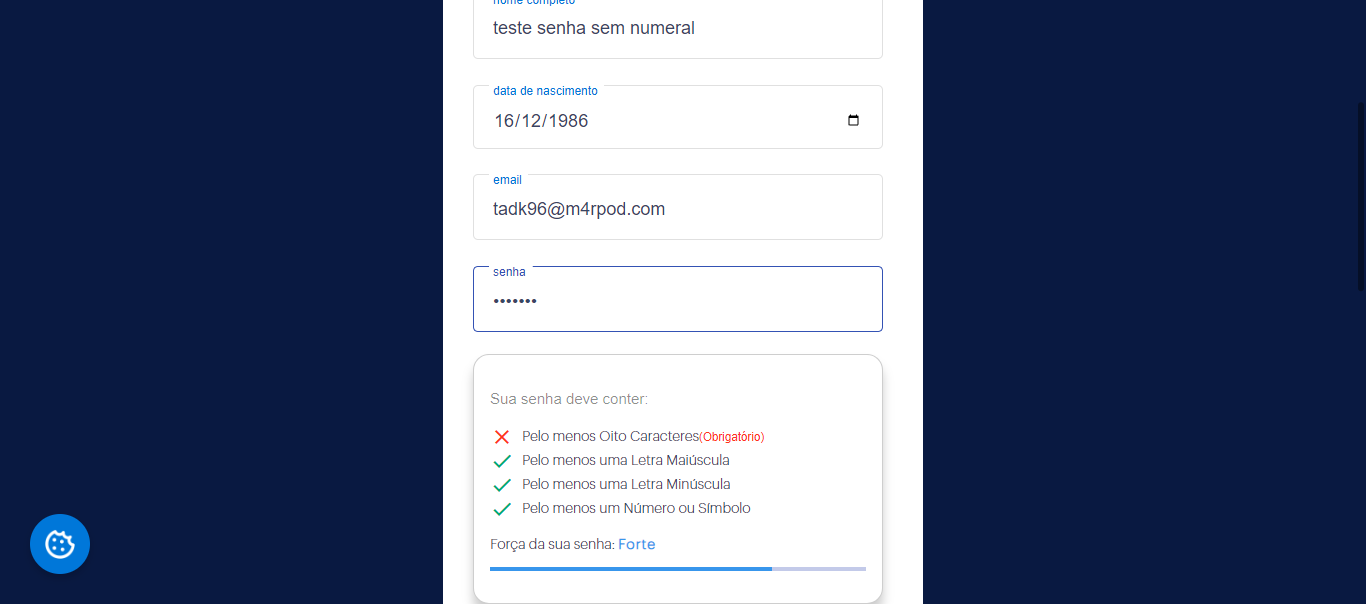 nome completo
teste senha sem numeral
data de nascimento
16/12/1986
email
tadk96@m4rpod.com
senha
•••••••
Sua senha deve conter:
Pelo menos Oito Caracteres(Obrigatório)
Pelo menos uma Letra Maiúscula
Pelo menos uma Letra Minúscula
Pelo menos um Número ou Símbolo
Força da sua senha: Forte